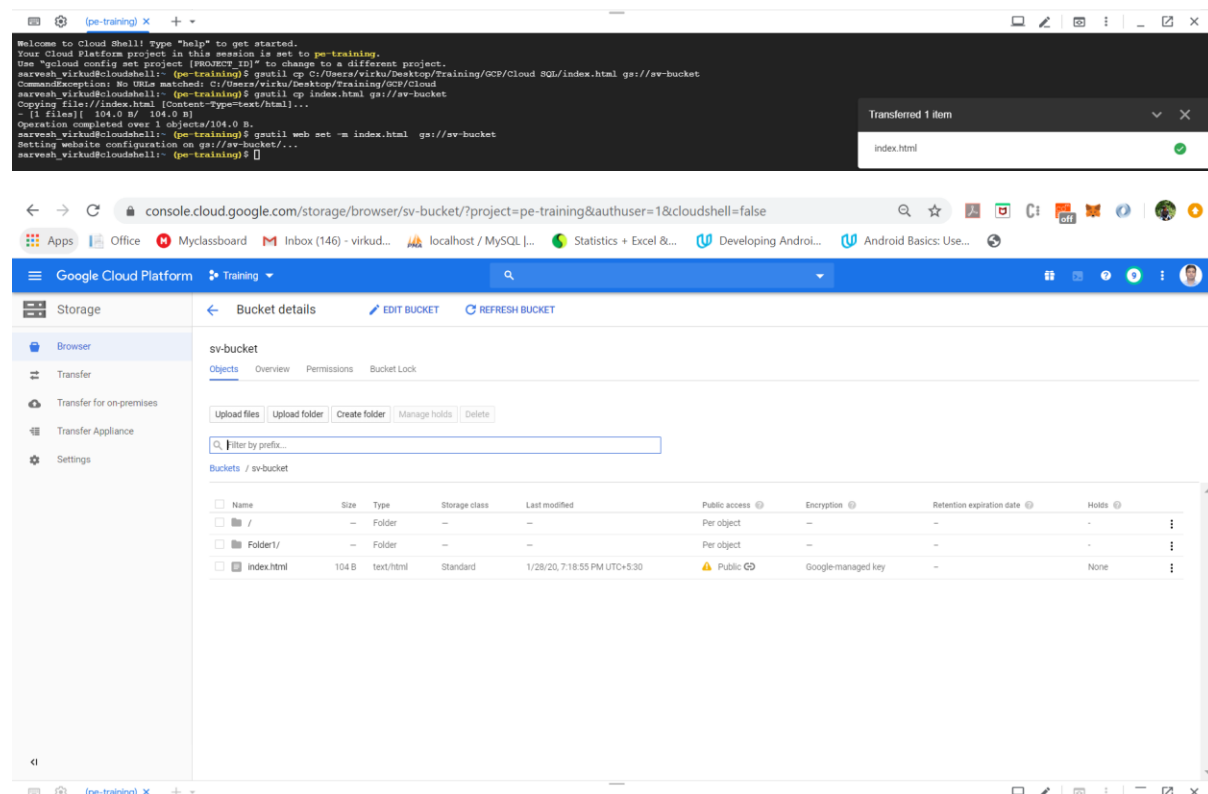 (pe-training) × + ▾
Welcome to Cloud Shell! Type "help" to get started.
Your Cloud Platform project in this session is set to pe-training.
Use "gcloud config set project [PROJECT_ID]" to change to a different project.
sarvesh_virkud@cloudshell:~ (pe-training)$ gsutil cp C:/Users/virku/Desktop/Training/GCP/Cloud SQL/index.html gs://sv-bucket
CommandException: No URLs matched: C:/Users/virku/Desktop/Training/GCP/Cloud
sarvesh_virkud@cloudshell:~ (pe-training)$ gsutil cp index.html gs://sv-bucket
Copying file://index.html [Content-Type=text/html]...
- [1 files][ 104.0 B/ 104.0 B]
Operation completed over 1 objects/104.0 B.
sarvesh_virkud@cloudshell:~ (pe-training)$ gsutil web set -m index.html gs://sv-bucket
Setting website configuration on gs://sv-bucket/...
sarvesh_virkud@cloudshell:~ (pe-training)$
Transferred 1 item
index.html
console.cloud.google.com/storage/browser/sv-bucket/?project=pe-training&authuser=1&cloudshell=false
off
Apps Office Myclassboard Inbox (146) - virkud... localhost / MySQL |... Statistics + Excel &... Developing Androi... Android Basics: Use...
Google Cloud Platform Training 9
Storage Bucket details EDIT BUCKET REFRESH BUCKET
Browser
Transfer
Transfer for on-premises
Transfer Appliance
Settings
sv-bucket
Objects Overview Permissions Bucket Lock
Upload files Upload folder Create folder Manage holds Delete
Filter by prefix...
Buckets / sv-bucket
Name Size Type Storage class Last modified Public access Encryption Retention expiration date Holds
/ — Folder — — Per object — – -
Folder1/ — Folder — — Per object — – -
index.html 104 B text/html Standard 1/28/20, 7:18:55 PM UTC+5:30 Public Google-managed key – None
(pe-training) × + ▾